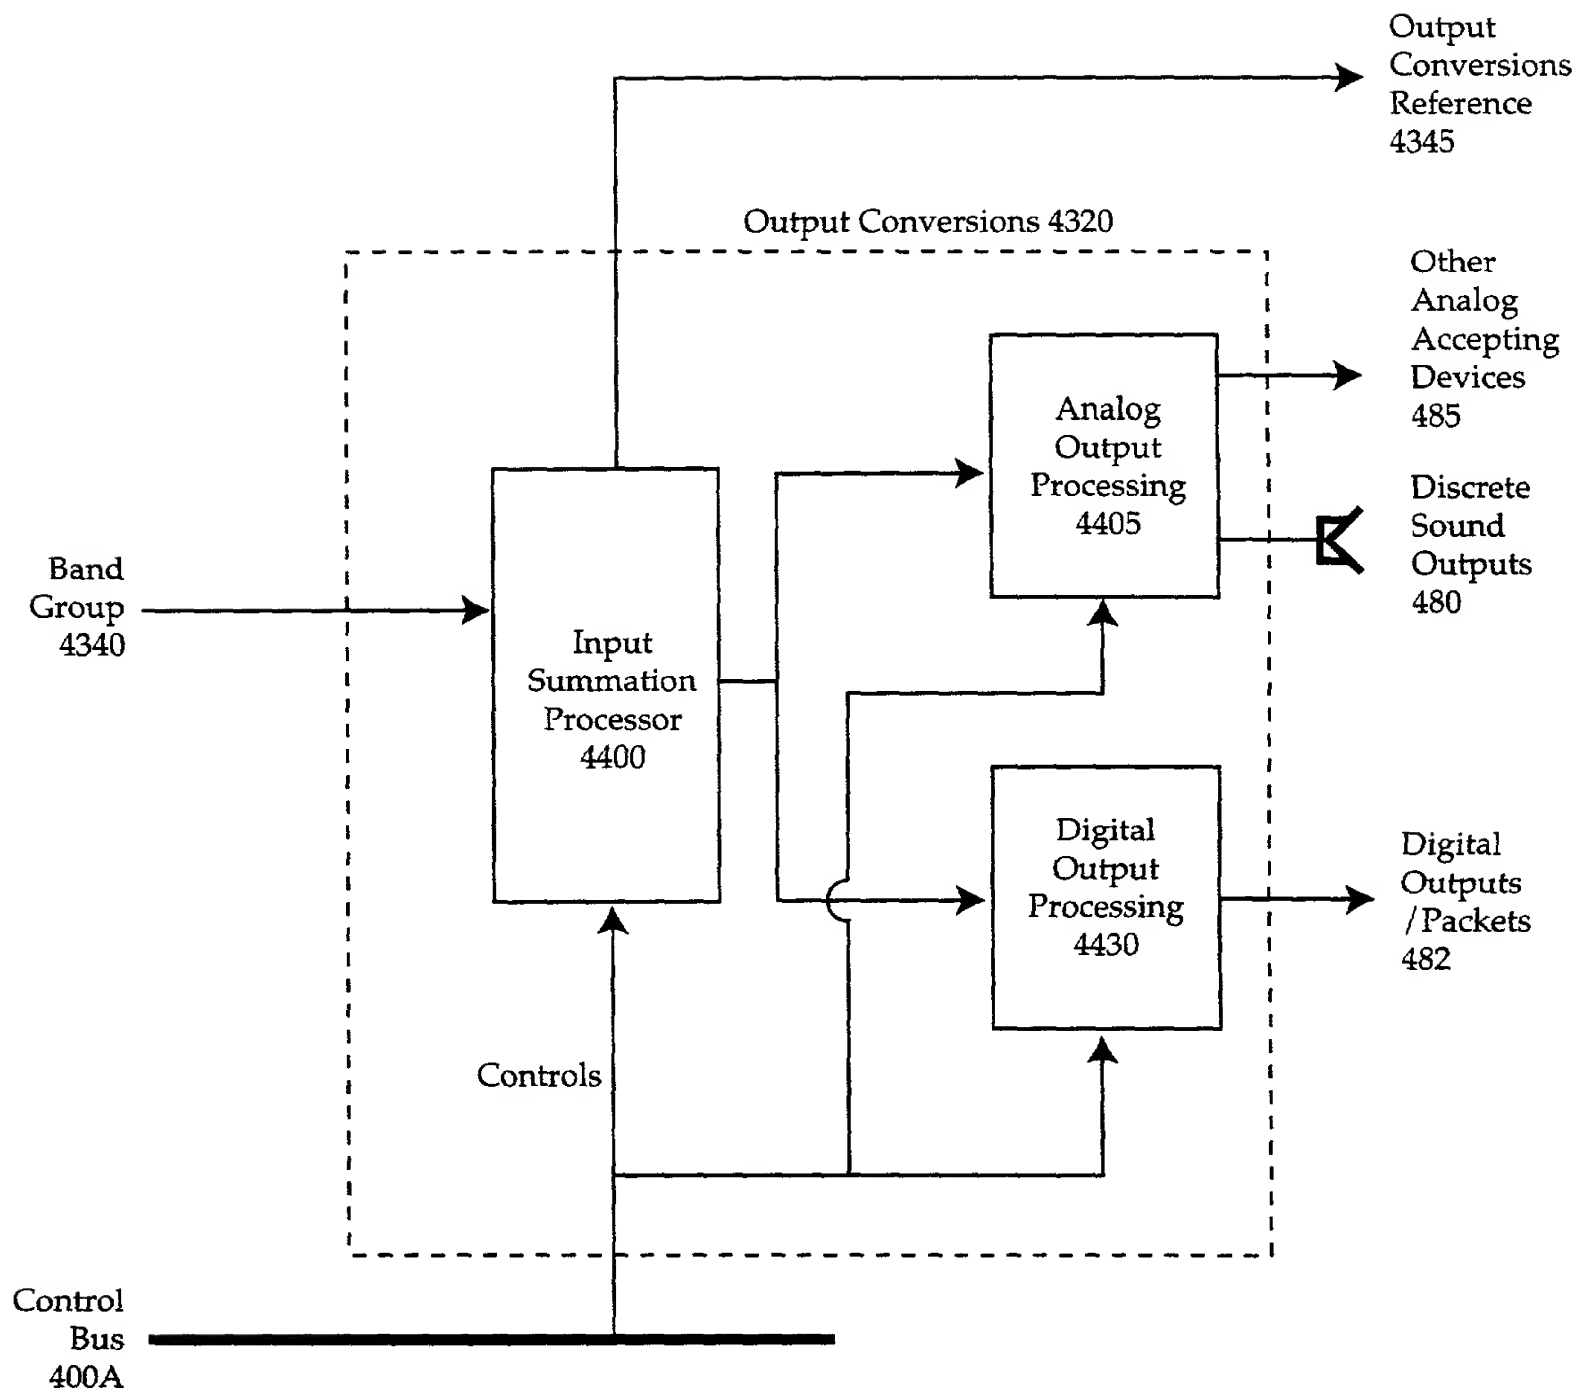 Output
Conversions
Reference
4345
Output Conversions 4320
Other
Analog
Accepting
Devices
485
Analog
Output
Processing
4405
Discrete
Sound
Outputs
480
Band
Group
4340
Input
Summation
Processor
4400
Digital
Output
Processing
4430
Digital
Outputs
/Packets
482
Controls
Control
Bus
400A